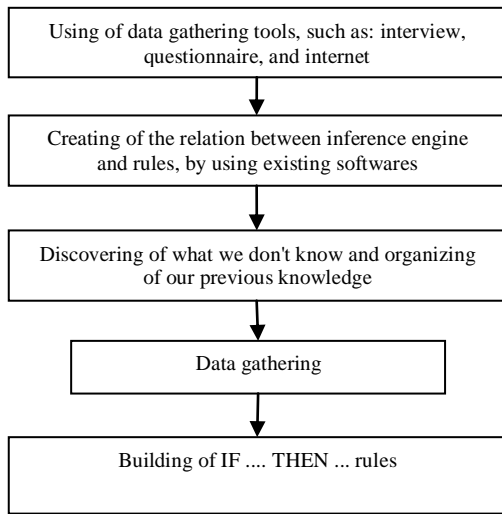 Using of data gathering tools, such as: interview,
questionnaire, and internet
Creating of the relation between inference engine
and rules, by using existing softwares
Discovering of what we don't know and organizing
of our previous knowledge
Data gathering
Building of IF .... THEN ... rules